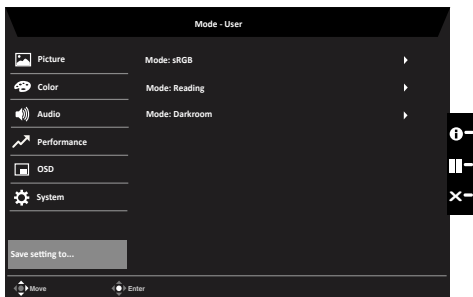 Mode - User
Picture
Mode: sRGB
Color
Mode: Reading
Audio
Mode: Darkroom
Performance
OSD
System
Save setting to...
Move
Enter